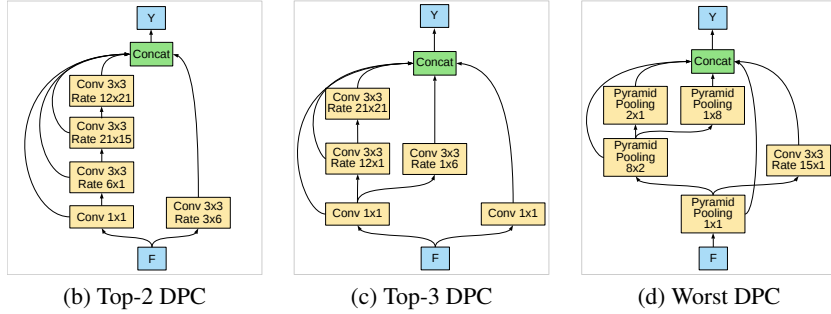 Y
Concat
Conv 3x3
Rate 12x21
Conv 3x3
Rate 21x15
Conv 3x3
Rate 6x1
Conv 1x1
Conv 3x3
Rate 3x6
F
(b) Top-2 DPC
Y
Concat
Conv 3x3
Rate 21x21
Conv 3x3
Rate 12x1
Conv 3x3
Rate 1x6
Conv 1x1
Conv 1x1
F
(c) Top-3 DPC
Y
Concat
Pyramid
Pooling
2x1
Pyramid
Pooling
1x8
Pyramid
Pooling
8x2
Conv 3x3
Rate 15x1
Pyramid
Pooling
1x1
F
(d) Worst DPC